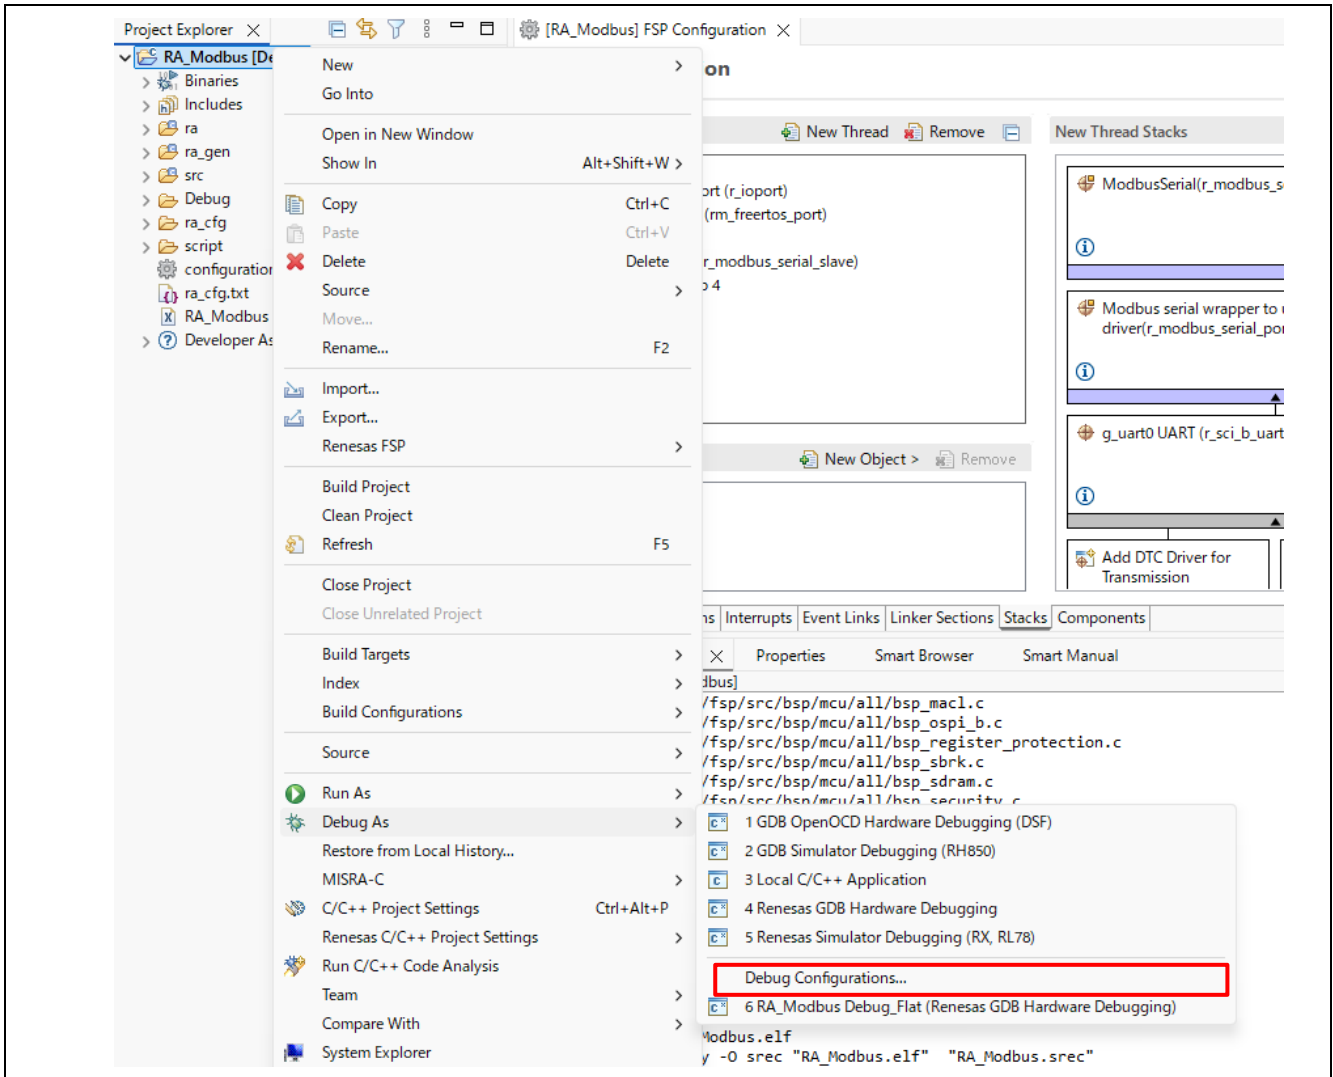 Project Explorer
[RA_Modbus] FSP Configuration
RA_Modbus [De
Binaries
Includes
ra
ra_gen
src
Debug
ra_cfg
script
configuration
ra_cfg.txt
RA_Modbus
Developer As
New
Go Into
Open in New Window
Show In Alt+Shift+W
Copy Ctrl+C
Paste Ctrl+V
Delete Delete
Source
Move...
Rename... F2
Import...
Export...
Renesas FSP
Build Project
Clean Project
Refresh F5
Close Project
Close Unrelated Project
Build Targets
Index
Build Configurations
Source
Run As
Debug As
Restore from Local History...
MISRA-C
C/C++ Project Settings Ctrl+Alt+P
Renesas C/C++ Project Settings
Run C/C++ Code Analysis
Team
Compare With
System Explorer
on
New Thread Remove
ort (r_ioport)
(rm_freertos_port)
r_modbus_serial_slave)
o 4
New Object > Remove
New Thread Stacks
ModbusSerial(r_modbus_s
Modbus serial wrapper to
driver(r_modbus_serial_por
g_uart0 UART (r_sci_b_uart
Add DTC Driver for
Transmission
ns Interrupts Event Links Linker Sections Stacks Components
Properties Smart Browser Smart Manual
dbus]
/fsp/src/bsp/mcu/all/bsp_macl.c
/fsp/src/bsp/mcu/all/bsp_ospi_b.c
/fsp/src/bsp/mcu/all/bsp_register_protection.c
/fsp/src/bsp/mcu/all/bsp_sbrk.c
/fsp/src/bsp/mcu/all/bsp_sdram.c
/fsp/src/bsp/mcu/all/bsp_security.c
1 GDB OpenOCD Hardware Debugging (DSF)
2 GDB Simulator Debugging (RH850)
3 Local C/C++ Application
4 Renesas GDB Hardware Debugging
5 Renesas Simulator Debugging (RX, RL78)
Debug Configurations...
6 RA_Modbus Debug_Flat (Renesas GDB Hardware Debugging)
Modbus.elf
y -O srec "RA_Modbus.elf" "RA_Modbus.srec"